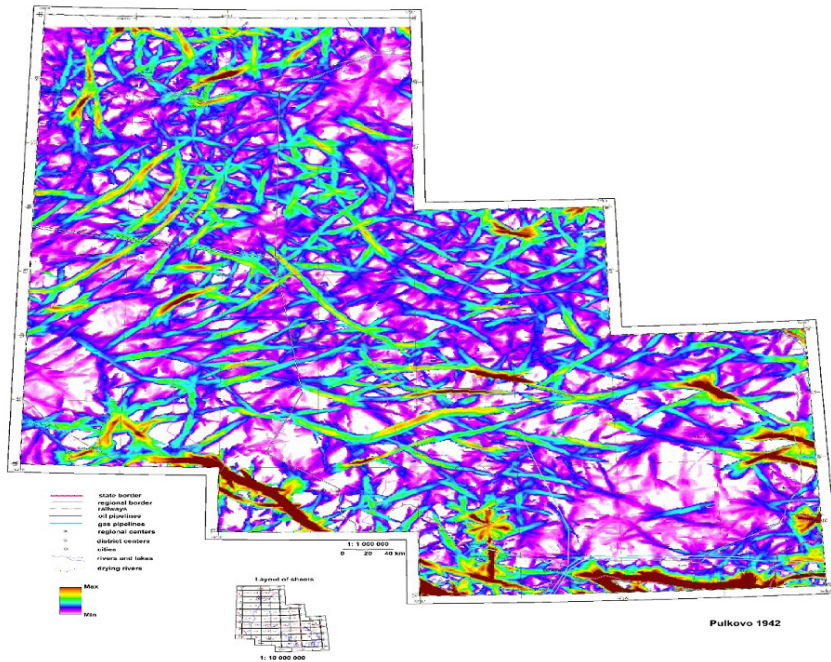 state border
regional border
railways
oil pipelines
gas pipelines
regional centers
district centers
cities
rivers and lakes
drying rivers
Max
Min
1: 1 000 000
0 20 40 km
Layout of sheets
1: 10 000 000
Pulkovo 1942